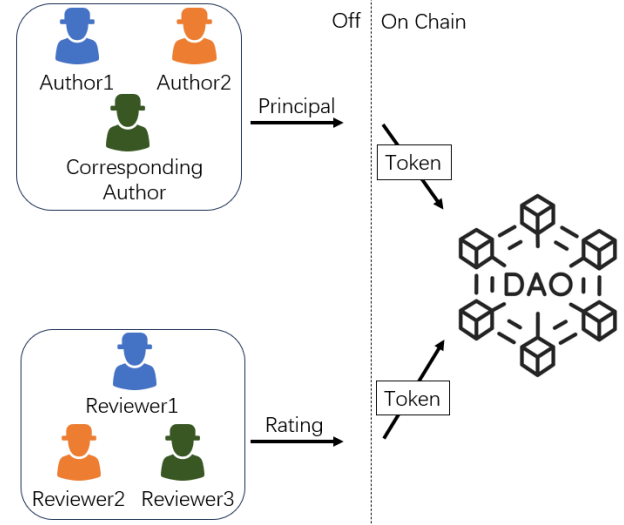 Off
On Chain
Author1
Author2
Corresponding
Author
Principal
Token
DAO
Reviewer1
Reviewer2
Reviewer3
Rating
Token